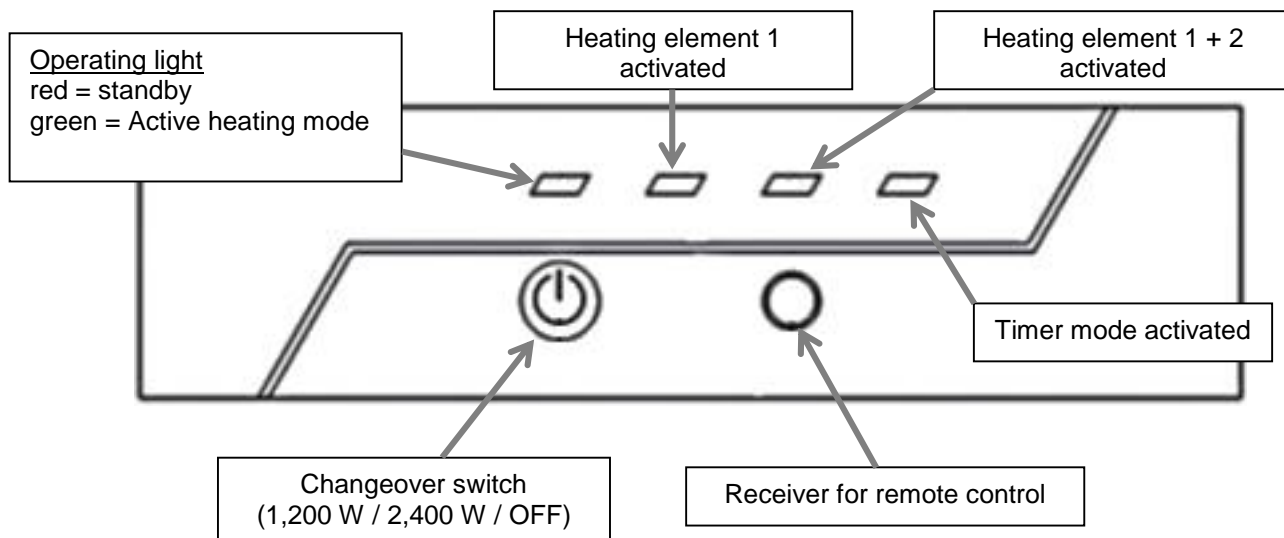 Operating light
red = standby
green = Active heating mode
Heating element 1
activated
Heating element 1 + 2
activated
Timer mode activated
Changeover switch
(1,200 W / 2,400 W / OFF)
Receiver for remote control